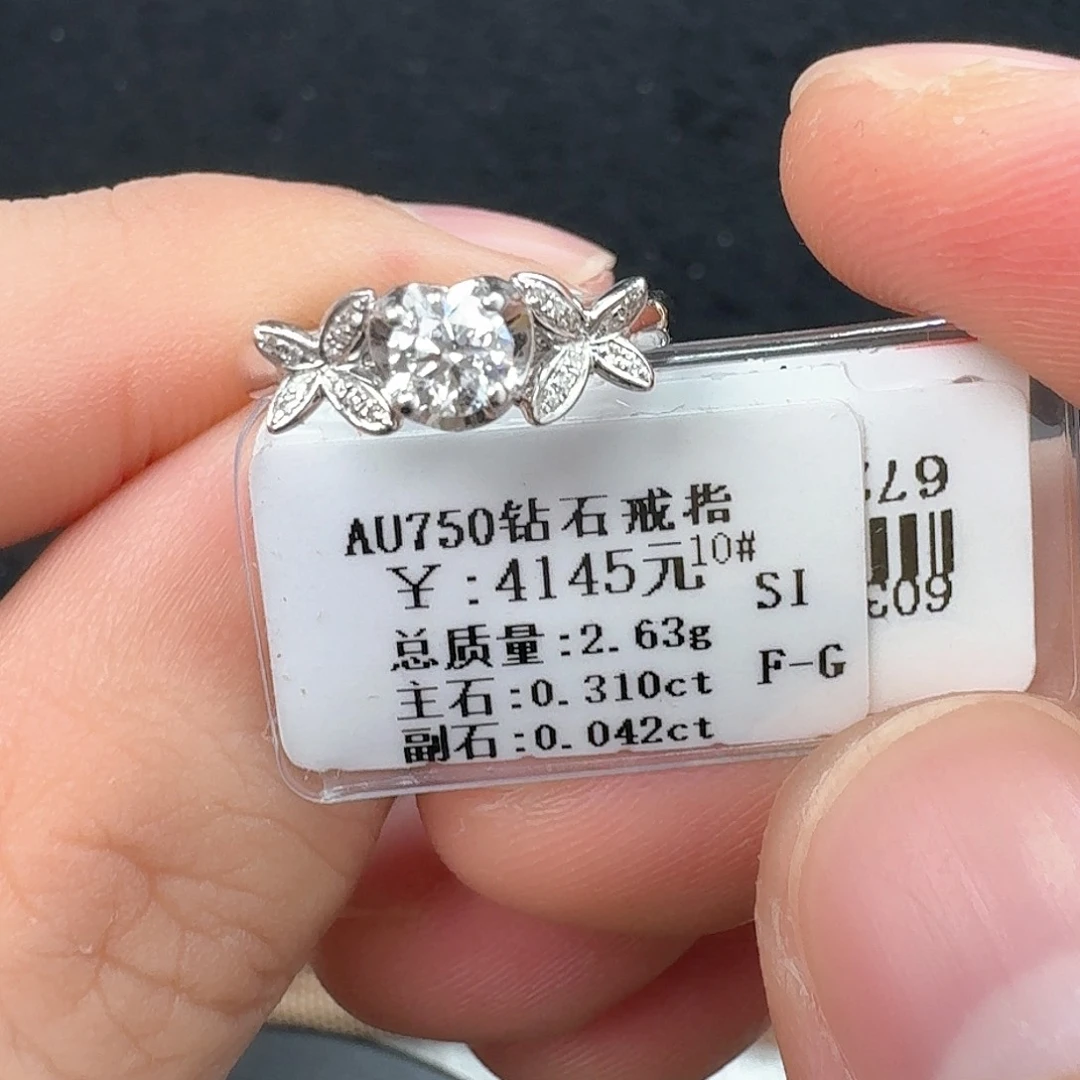 AU750钻石戒指
￥:4145元10#
SI
总质量:2.63g
F-G
主石:0.310ct
副石:0.042ct